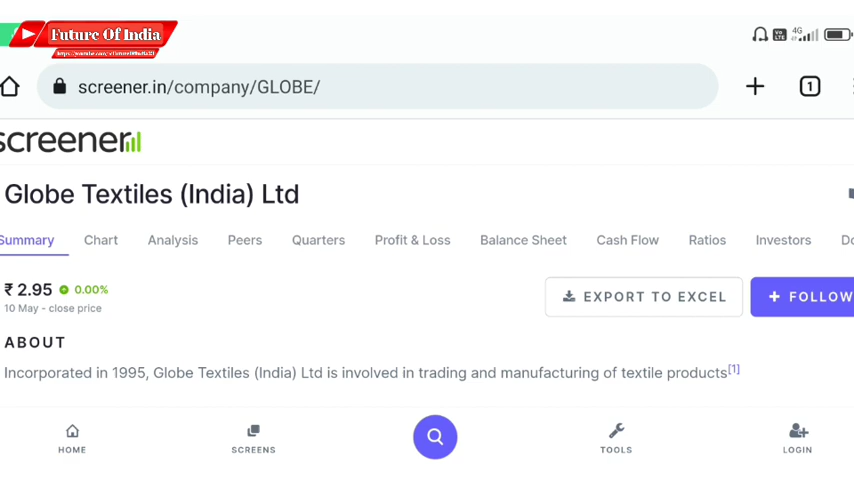 Future Of India
4G
screener.in/company/GLOBE/
1
screener
Globe Textiles (India) Ltd
Summary Chart Analysis Peers Quarters Profit & Loss Balance Sheet Cash Flow Ratios Investors
₹ 2.95 0.00%
10 May - close price
EXPORT TO EXCEL
+ FOLLOW
ABOUT
Incorporated in 1995, Globe Textiles (India) Ltd is involved in trading and manufacturing of textile products[1]
HOME SCREENS TOOLS LOGIN